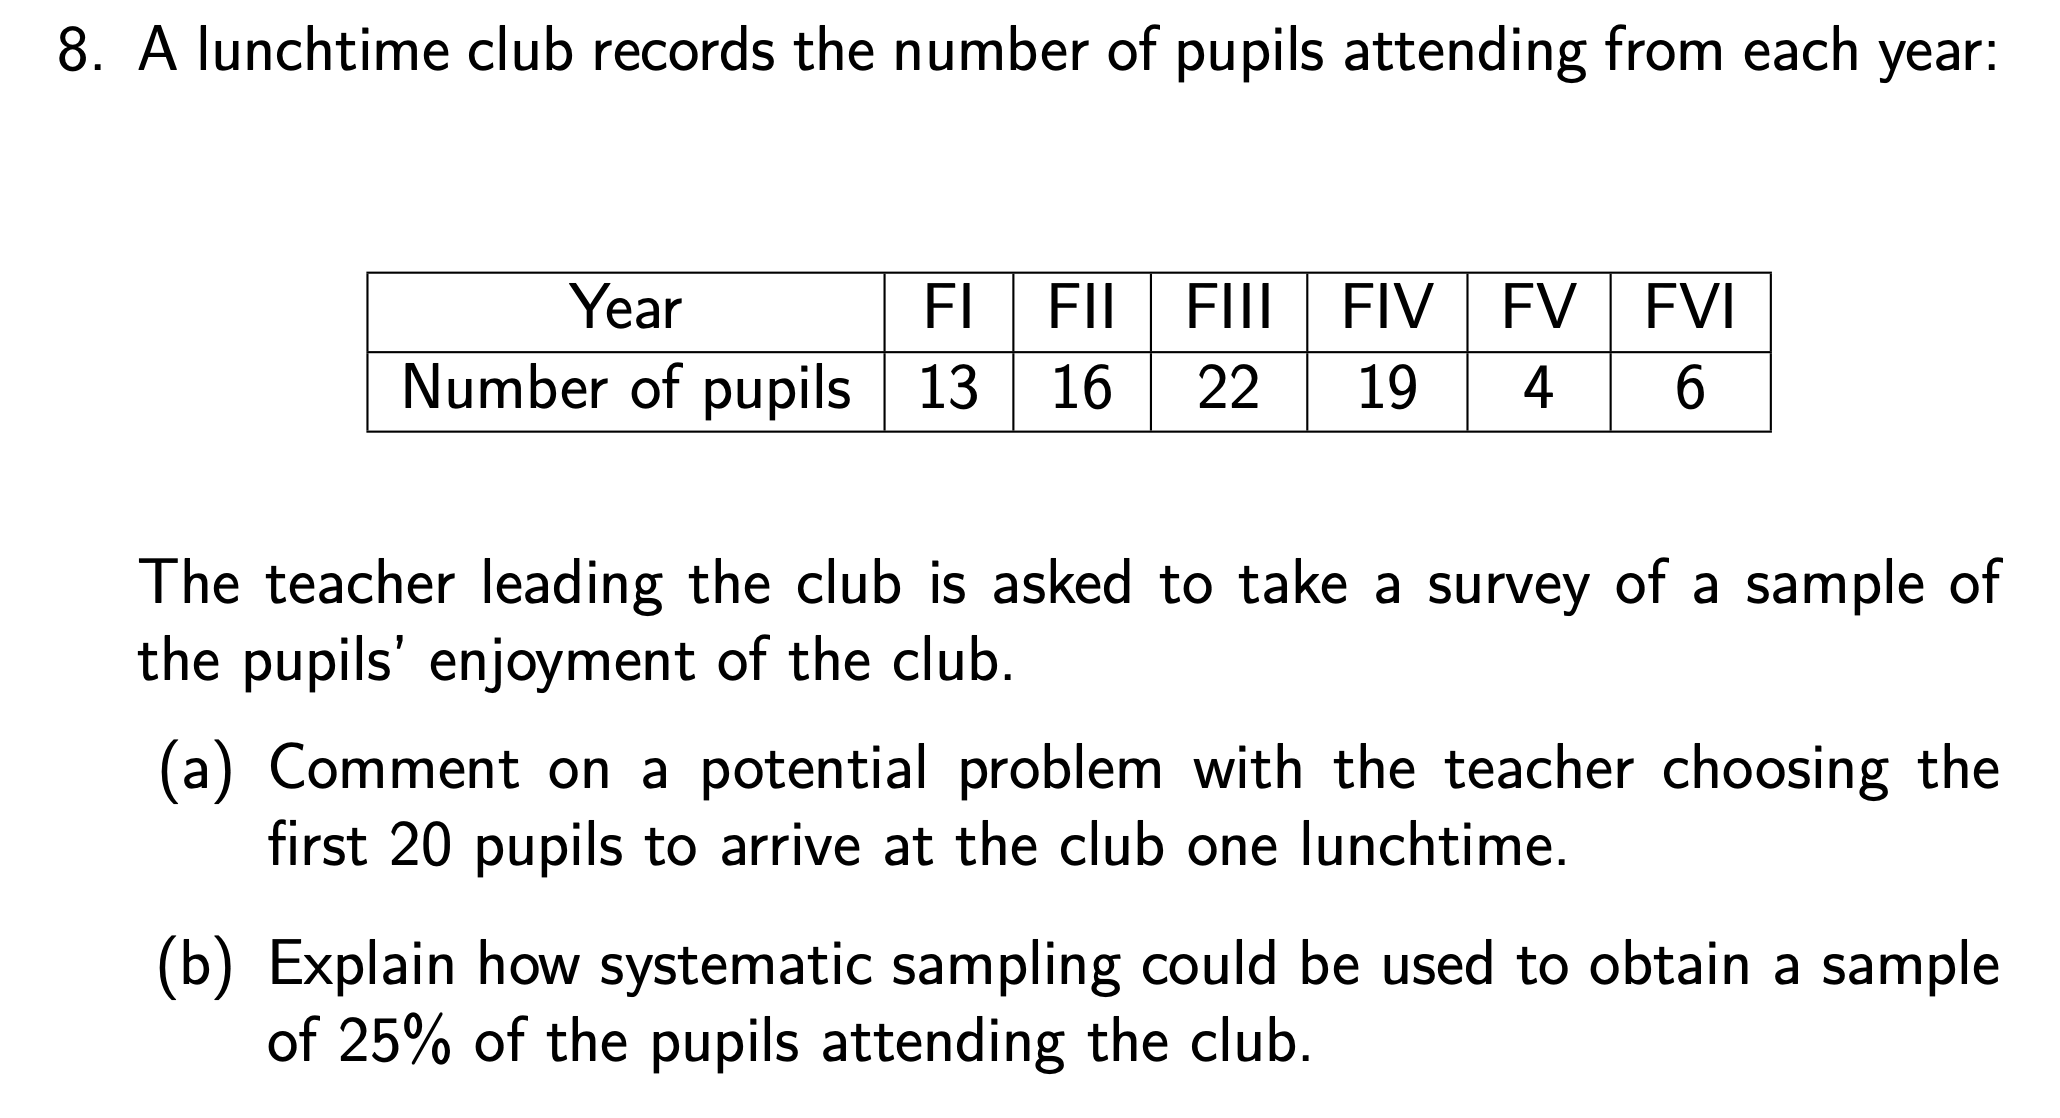 8. A lunchtime club records the number of pupils attending from each year:
Year FI FII FIII FIV FV FVI
Number of pupils 13 16 22 19 4 6
The teacher leading the club is asked to take a survey of a sample of
the pupils’ enjoyment of the club.
(a) Comment on a potential problem with the teacher choosing the
first 20 pupils to arrive at the club one lunchtime.
(b) Explain how systematic sampling could be used to obtain a sample
of 25% of the pupils attending the club.